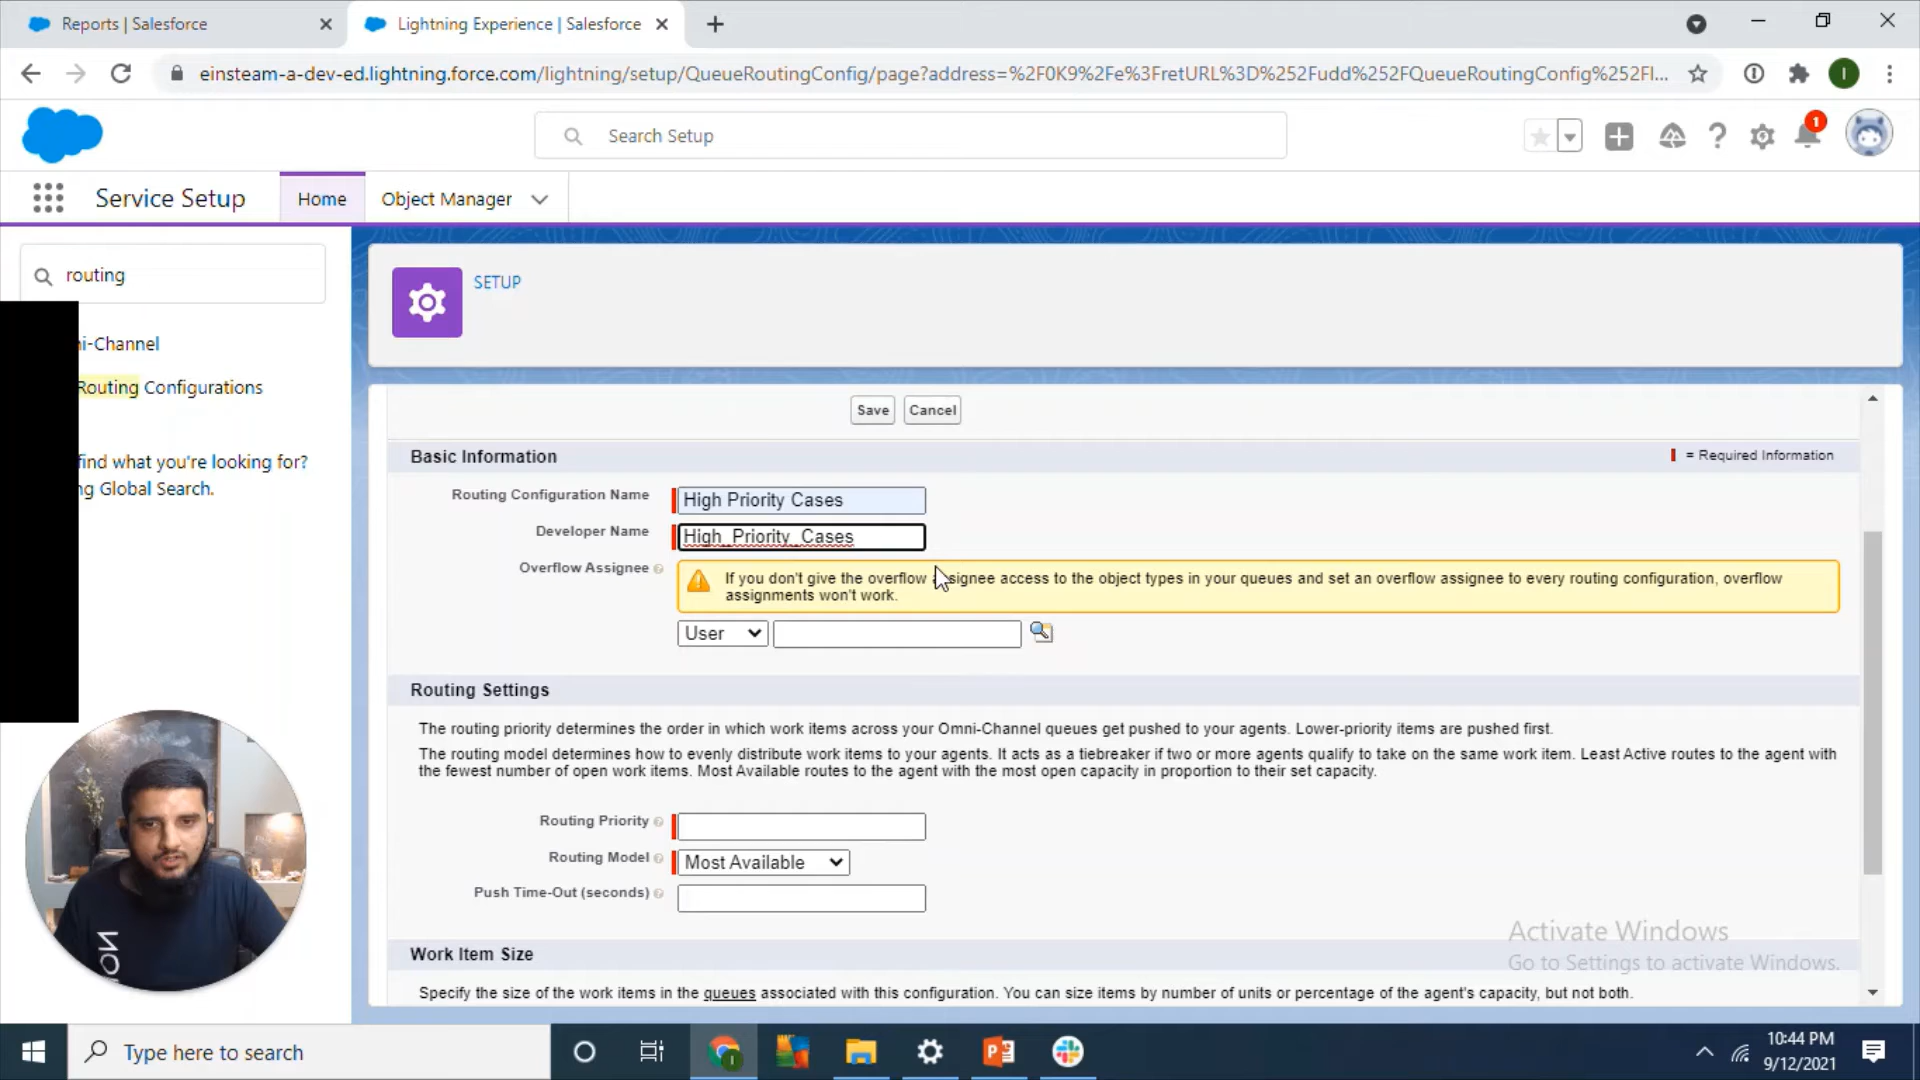 Reports | Salesforce
Lightning Experience | Salesforce
einsteam-a-dev-ed.lightning.force.com/lightning/setup/QueueRoutingConfig/page?address=%2F0K9%2Fe%3FretURL%3D%252Fudd%252FQueueRoutingConfig%252Fl...
I
Search Setup
1
Service Setup
Home
Object Manager
routing
SETUP
ni-Channel
Routing Configurations
find what you're looking for?
ng Global Search.
Save
Cancel
Basic Information
= Required Information
Routing Configuration Name
High Priority Cases
Developer Name
High_Priority_Cases
Overflow Assignee
If you don't give the overflow assignee access to the object types in your queues and set an overflow assignee to every routing configuration, overflow
assignments won't work.
User
Routing Settings
The routing priority determines the order in which work items across your Omni-Channel queues get pushed to your agents. Lower-priority items are pushed first.
The routing model determines how to evenly distribute work items to your agents. It acts as a tiebreaker if two or more agents qualify to take on the same work item. Least Active routes to the agent with
the fewest number of open work items. Most Available routes to the agent with the most open capacity in proportion to their set capacity.
Routing Priority
Routing Model
Most Available
Push Time-Out (seconds)
Work Item Size
Specify the size of the work items in the queues associated with this configuration. You can size items by number of units or percentage of the agent's capacity, but not both.
Activate Windows
Go to Settings to activate Windows.
Type here to search
10:44 PM
9/12/2021